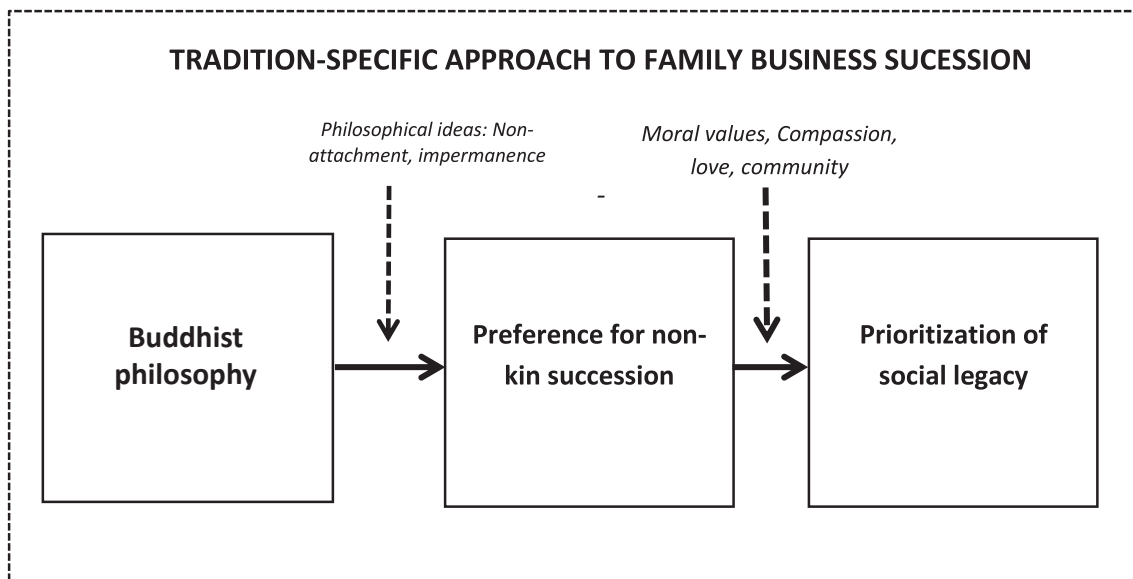 TRADITION-SPECIFIC APPROACH TO FAMILY BUSINESS SUCESSION
Philosophical ideas: Non-
attachment, impermanence
Moral values, Compassion,
love, community
-
Buddhist
philosophy
Preference for non-
kin succession
Prioritization of
social legacy